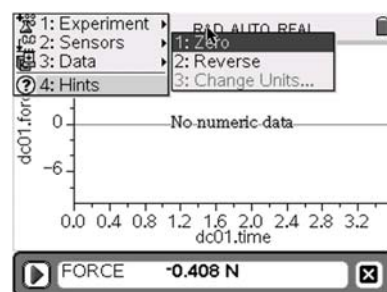 1: Experiment
2: Sensors
3: Data
4: Hints
RAD AUTO REAL
1: Zero
2: Reverse
3: Change Units...
dc01.forc
0
-6
No numeric data
0.0 0.4 0.8 1.2 1.6 2.0 2.4 2.8 3.2
dc01.time
FORCE -0.408 N